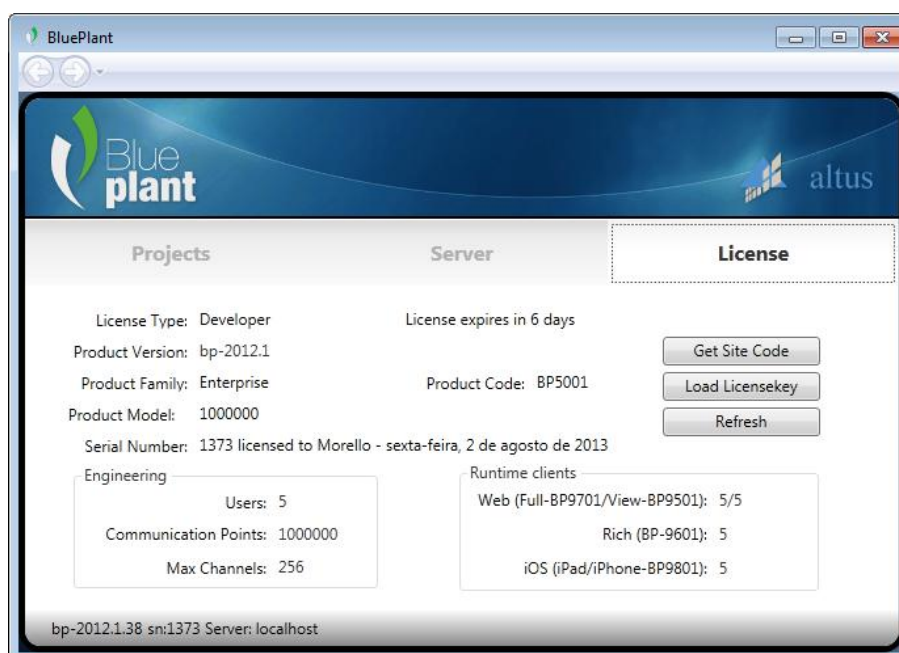 BluePlant
Blue
plant
altus
Projects Server License
License Type: Developer License expires in 6 days
Product Version: bp-2012.1 Get Site Code
Product Family: Enterprise Product Code: BP5001 Load Licensekey
Product Model: 1000000 Refresh
Serial Number: 1373 licensed to Morello - sexta-feira, 2 de agosto de 2013
Engineering Runtime clients
Users: 5 Web (Full-BP9701/View-BP9501): 5/5
Communication Points: 1000000 Rich (BP-9601): 5
Max Channels: 256 iOS (iPad/iPhone-BP9801): 5
bp-2012.1.38 sn:1373 Server: localhost